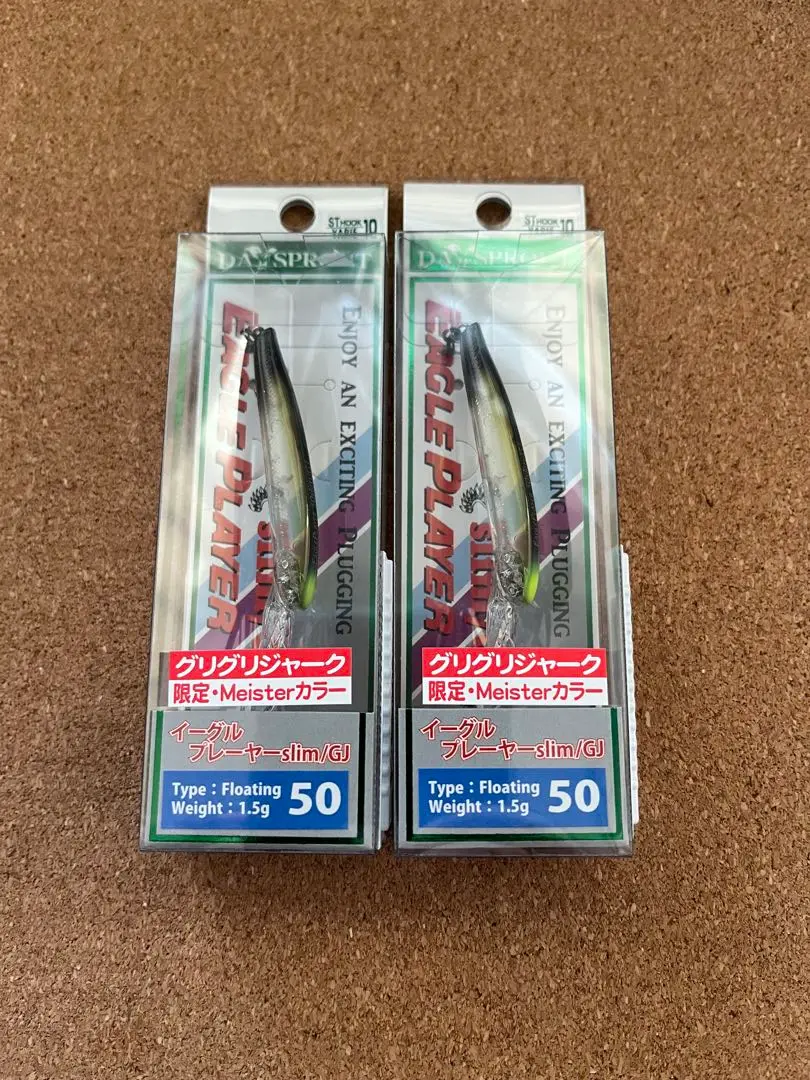 ST HOOK 10
DAYSPROUT
ENJOY AN EXCITING PLUGGING
EAGLE PLAYER
slim
グリグリジャーク
限定・Meisterカラー
イーグル
プレーヤーslim/GJ
Type：Floating
Weight：1.5g
50
ST HOOK 10
DAYSPROUT
ENJOY AN EXCITING PLUGGING
EAGLE PLAYER
slim
グリグリジャーク
限定・Meisterカラー
イーグル
プレーヤーslim/GJ
Type：Floating
Weight：1.5g
50